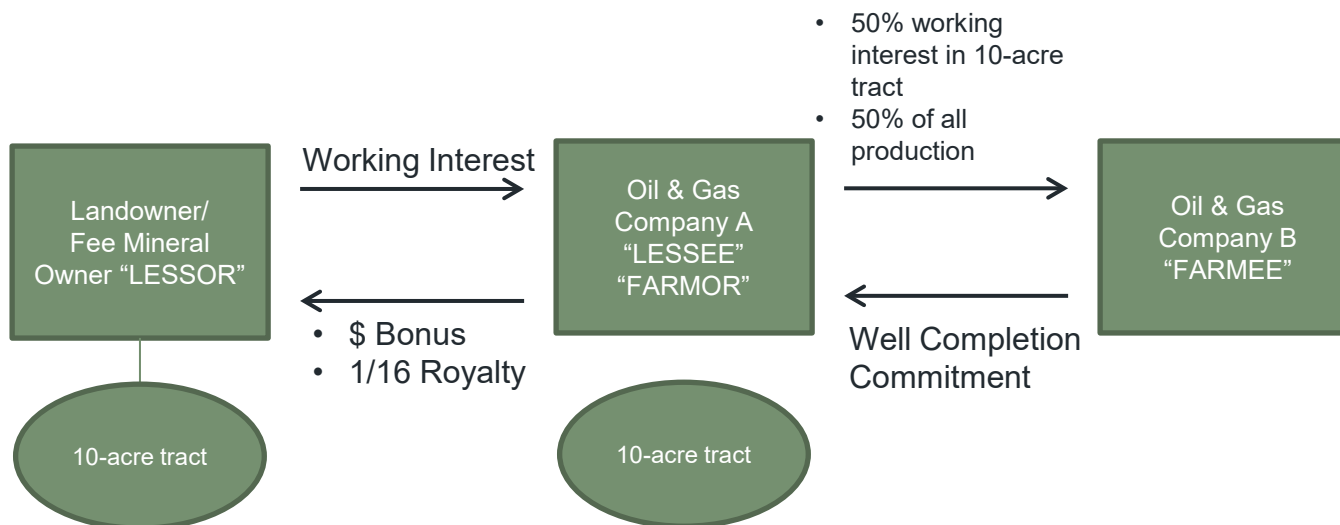 • 50% working
interest in 10-acre
tract
• 50% of all
production
Landowner/
Fee Mineral
Owner “LESSOR”
Working Interest
• $ Bonus
• 1/16 Royalty
Oil & Gas
Company A
“LESSEE”
“FARMOR”
Well Completion
Commitment
Oil & Gas
Company B
“FARMEE”
10-acre tract
10-acre tract